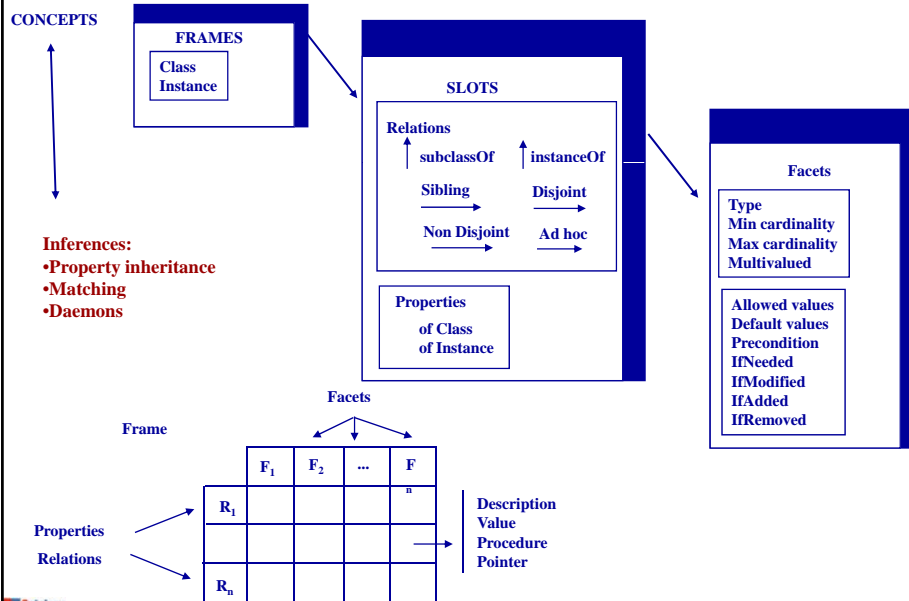 CONCEPTS
FRAMES
Class
Instance
SLOTS
Relations
subclassOf
instanceOf
Sibling
Disjoint
Non Disjoint
Ad hoc
Properties
of Class
of Instance
Facets
Type
Min cardinality
Max cardinality
Multivalued
Allowed values
Default values
Precondition
IfNeeded
IfModified
IfAdded
IfRemoved
Inferences:
•Property inheritance
•Matching
•Daemons
Facets
Frame
F1 F2 ... Fn
R1
Properties
Relations
Rn
Description
Value
Procedure
Pointer